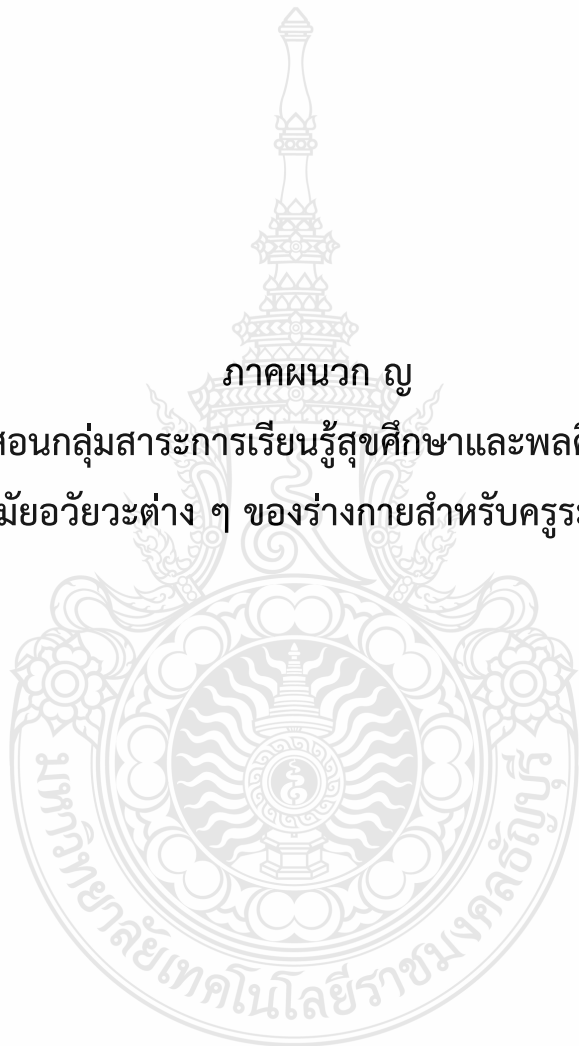 ภาคผนวก ญ
สอนกลุ่มสาระการเรียนรู้สุขศึกษาและพล
มัยอวัยวะต่าง ๆ ของร่างกายสำหรับครู
มหาวิทยาลัยเทคโนโลยีราชมงคลธัญบุรี